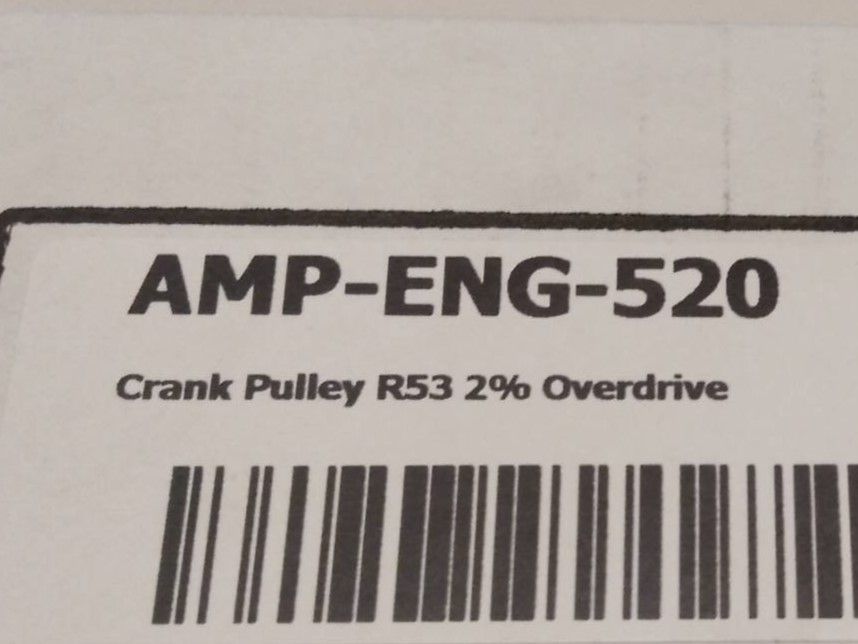 AMP-ENG-520
Crank Pulley R53 2% Overdrive